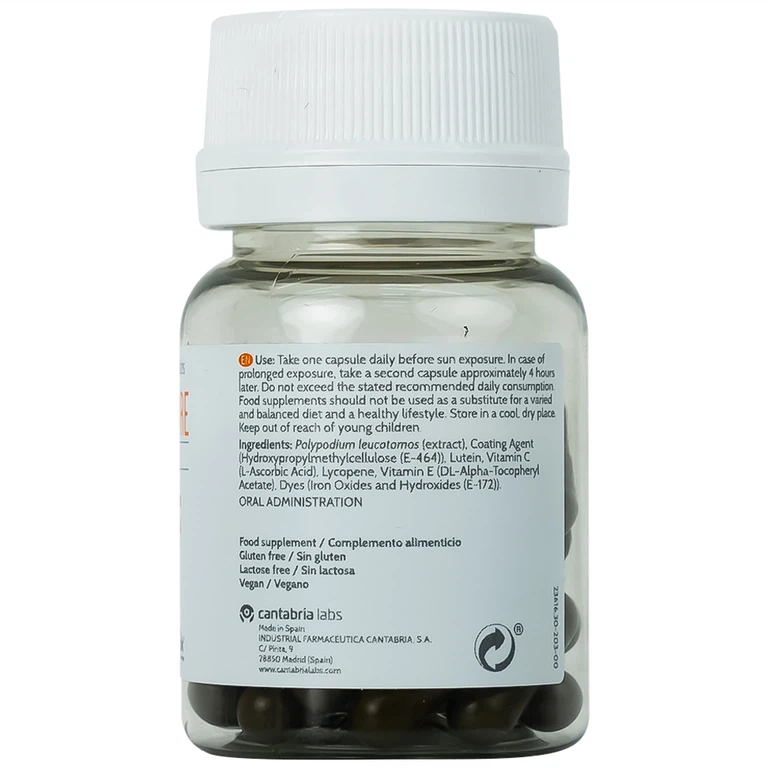 EN Use: Take one capsule daily before sun exposure. In case of
prolonged exposure, take a second capsule approximately 4 hours
later. Do not exceed the stated recommended daily consumption.
Food supplements should not be used as a substitute for a varied
and balanced diet and a healthy lifestyle. Store in a cool, dry place.
Keep out of reach of young children.
Ingredients: Polypodium leucotomos (extract), Coating Agent
(Hydroxypropylmethylcellulose (E-464)), Lutein, Vitamin C
(L-Ascorbic Acid), Lycopene, Vitamin E (DL-Alpha-Tocopheryl
Acetate), Dyes (Iron Oxides and Hydroxides (E-172)).
ORAL ADMINISTRATION
Food supplement / Complemento alimenticio
Gluten free / Sin gluten
Lactose free / Sin lactosa
Vegan / Vegano
cantabria labs
Made in Spain
INDUSTRIAL FARMACEUTICA CANTABRIA, S.A.
C/ Pirita, 9
28850 Madrid (Spain)
www.cantabrialabs.com
®
RE